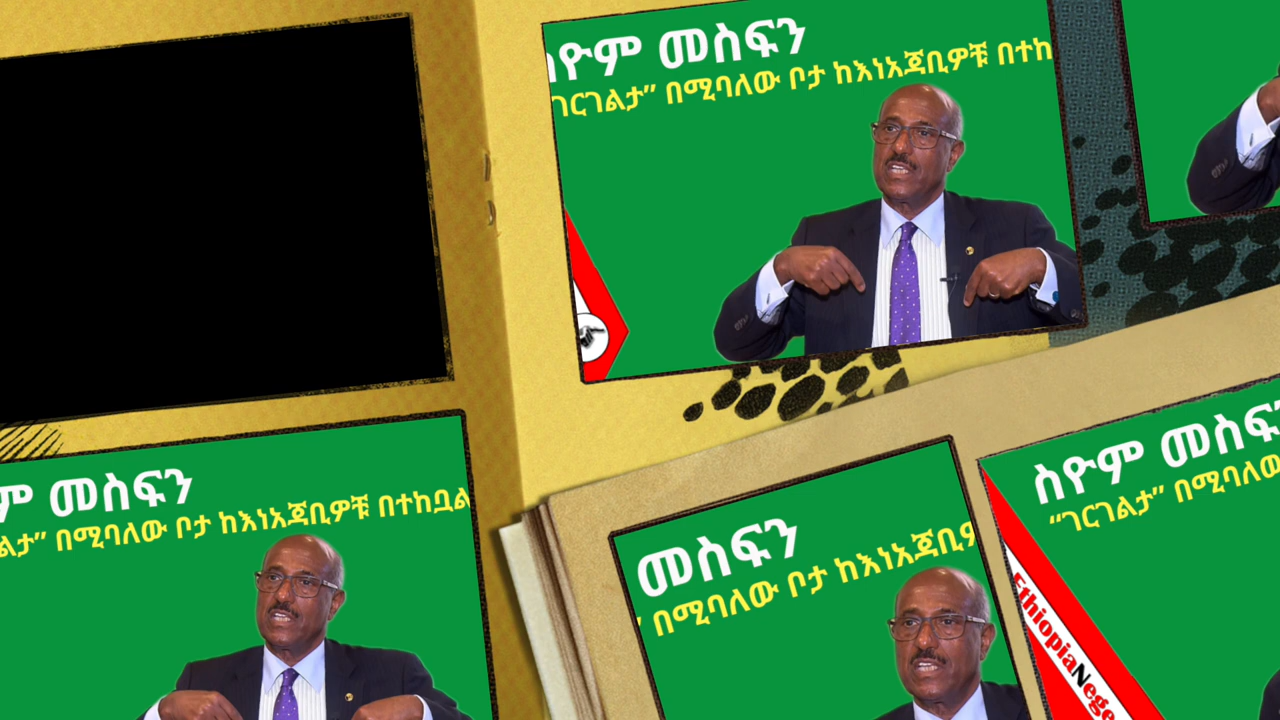 ስዮም መስፍን
"ገርገልታ" በሚባለው ቦታ ከእነአጃቢዎቹ በተከ
ም መስፍን
ልታ" በሚባለው ቦታ ከእነአጃቢዎቹ በተከቧል
መስፍን
በሚባለው ቦታ ከእነአጃቢዎ
ስዮም መስፍን
"ገርገልታ" በሚባለው
EthiopiaNege